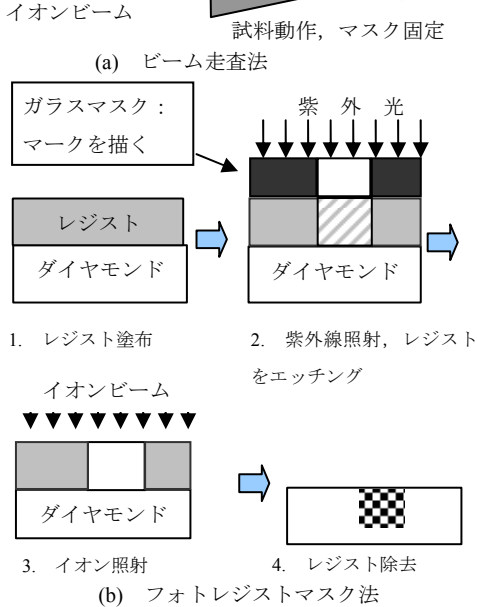 イオンビーム
試料動作，マスク固定
(a) ビーム走査法
ガラスマスク：
マークを描く
紫 外 光
レジスト
ダイヤモンド
ダイヤモンド
1. レジスト塗布
2. 紫外線照射，レジスト
をエッチング
イオンビーム
ダイヤモンド
3. イオン照射
4. レジスト除去
(b) フォトレジストマスク法